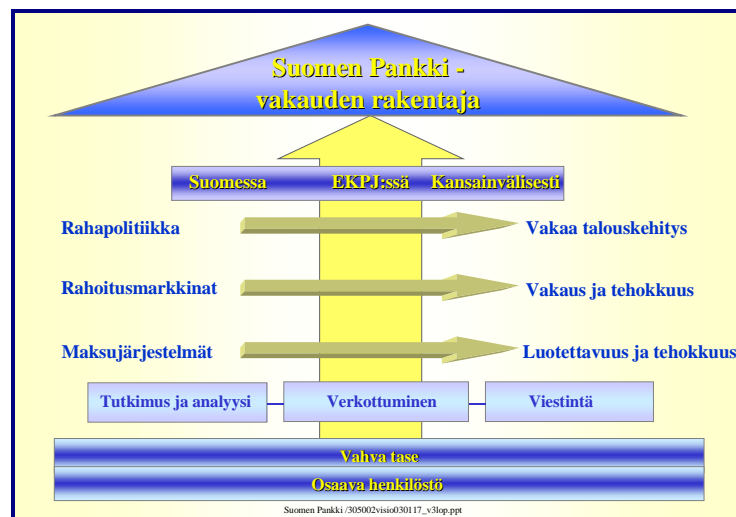 Suomen Pankki -
vakauden rakentaja
Suomessa EKPJ:ssä Kansainvälisesti
Rahapolitiikka Vakaa talouskehitys
Rahoitusmarkkinat Vakaus ja tehokkuus
Maksujärjestelmät Luotettavuus ja tehokkuus
Tutkimus ja analyysi Verkottuminen Viestintä
Vahva tase
Osaava henkilöstö
Suomen Pankki /305002visio030117_v3lop.ppt